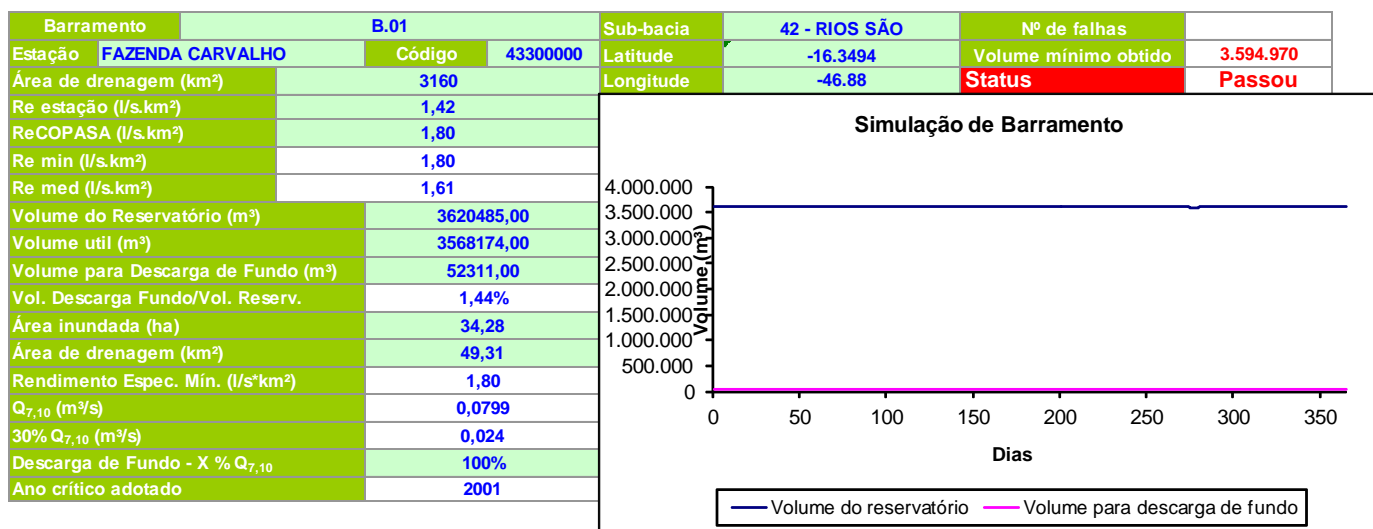 Barramento B.01 Sub-bacia 42 - RIOS SÃO Nº de falhas
Estação FAZENDA CARVALHO Código 43300000 Latitude -16.3494 Volume mínimo obtido 3.594.970
Área de drenagem (km²) 3160 Longitude -46.88 Status Passou
Re estação (l/s.km²) 1,42
ReCOPASA (l/s.km²) 1,80
Re min (l/s.km²) 1,80
Re med (l/s.km²) 1,61
Volume do Reservatório (m³) 3620485,00
Volume util (m³) 3568174,00
Volume para Descarga de Fundo (m³) 52311,00
Vol. Descarga Fundo/Vol. Reserv. 1,44%
Área inundada (ha) 34,28
Área de drenagem (km²) 49,31
Rendimento Espec. Mín. (l/s*km²) 1,80
Q7,10 (m³/s) 0,0799
30% Q7,10 (m³/s) 0,024
Descarga de Fundo - X % Q7,10 100%
Ano crítico adotado 2001
Simulação de Barramento
Volume (m³)
4.000.000
3.500.000
3.000.000
2.500.000
2.000.000
1.500.000
1.000.000
500.000
0
0 50 100 150 200 250 300 350
Dias
Volume do reservatório Volume para descarga de fundo